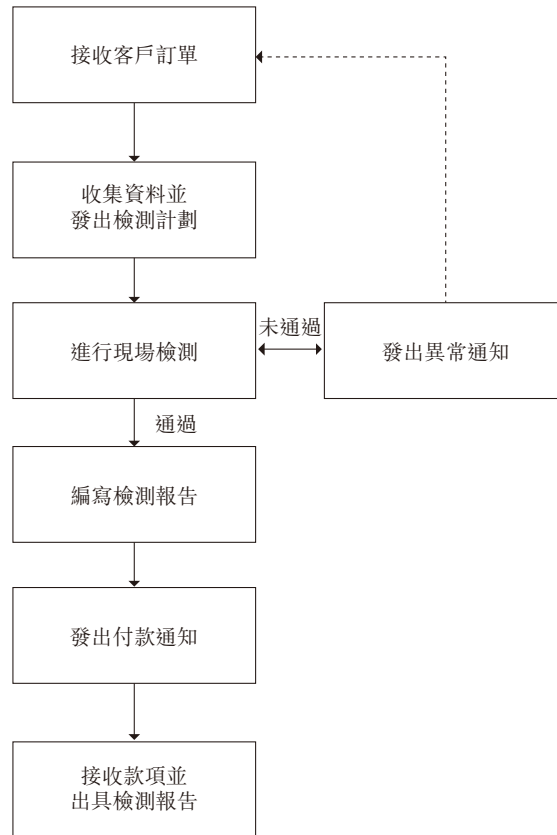 接收客戶訂單
收集資料並
發出檢測計劃
進行現場檢測
未通過
發出異常通知
通過
編寫檢測報告
發出付款通知
接收款項並
出具檢測報告